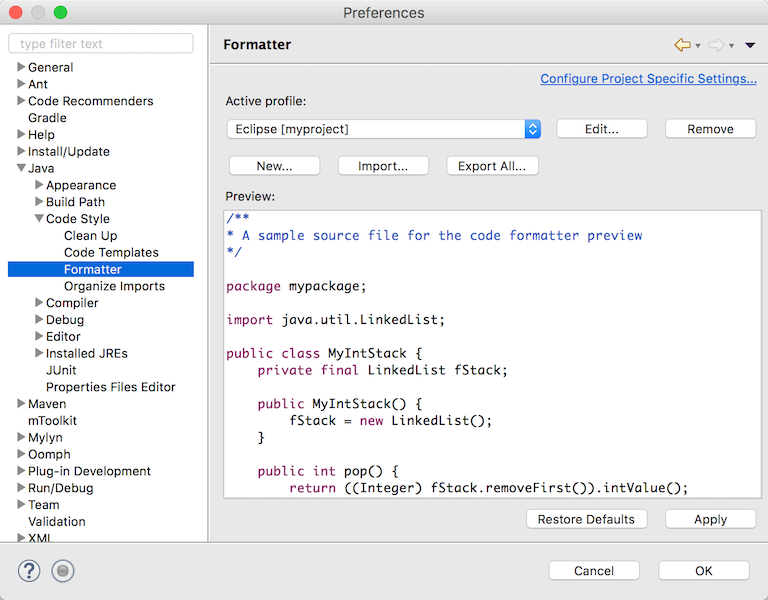 Preferences
type filter text
General
Ant
Code Recommenders
Gradle
Help
Install/Update
Java
Appearance
Build Path
Code Style
Clean Up
Code Templates
Formatter
Organize Imports
Compiler
Debug
Editor
Installed JREs
JUnit
Properties Files Editor
Maven
mToolkit
Mylyn
Oomph
Plug-in Development
Run/Debug
Team
Validation
XML
Formatter
Configure Project Specific Settings...
Active profile:
Eclipse [myproject]
Edit...
Remove
New...
Import...
Export All...
Preview:
/**
* A sample source file for the code formatter preview
*/
package mypackage;
import java.util.LinkedList;
public class MyIntStack {
    private final LinkedList fStack;
    public MyIntStack() {
        fStack = new LinkedList();
    }
    public int pop() {
        return ((Integer) fStack.removeFirst()).intValue();
Restore Defaults
Apply
?
Cancel
OK